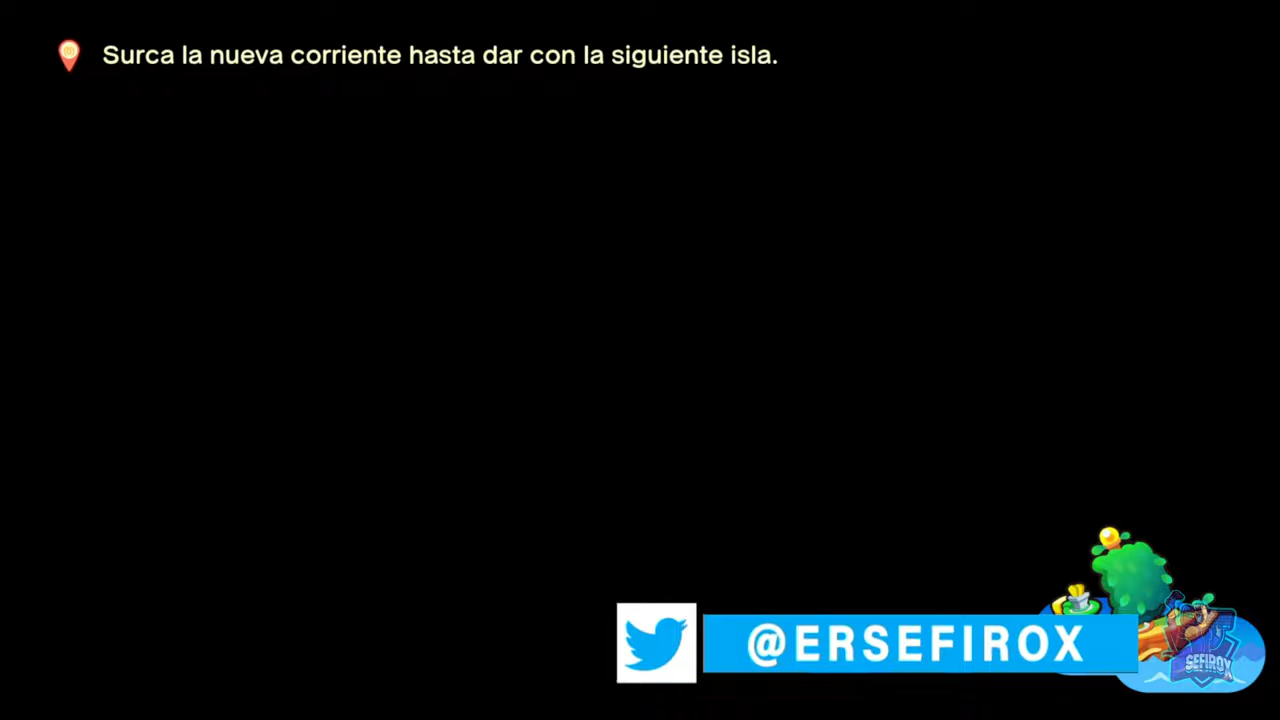 Surca la nueva corriente hasta dar con la siguiente isla.
@ERSEFIROX
SEFIROX